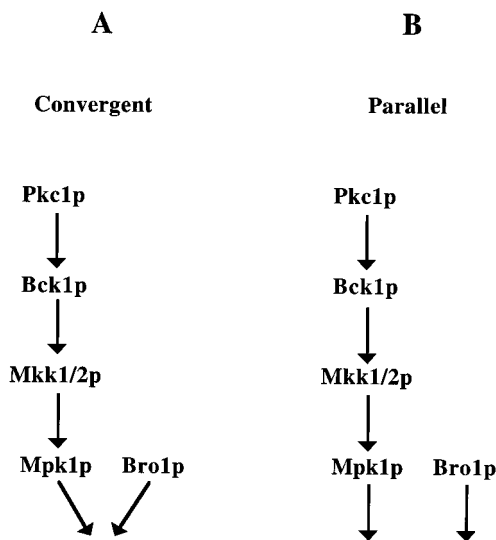 A
B
Convergent
Parallel
Pkc1p
Pkc1p
Bck1p
Bck1p
Mkk1/2p
Mkk1/2p
Mpk1p
Bro1p
Mpk1p
Bro1p